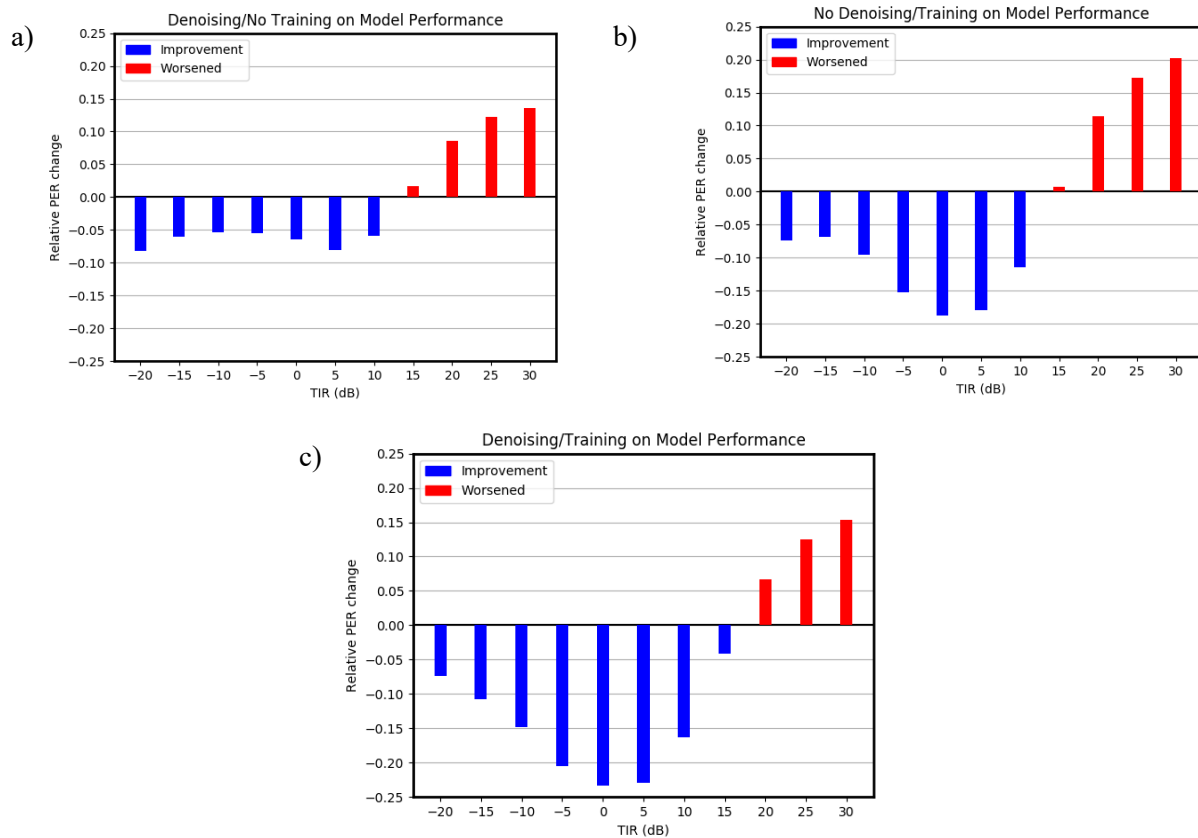 a)
Denoising/No Training on Model Performance
Improvement
Worsened
0.25
0.20
0.15
0.10
0.05
0.00
−0.05
−0.10
−0.15
−0.20
−0.25
Relative PER change
−20 −15 −10 −5 0 5 10 15 20 25 30
TIR (dB)
b)
No Denoising/Training on Model Performance
Improvement
Worsened
0.25
0.20
0.15
0.10
0.05
0.00
−0.05
−0.10
−0.15
−0.20
−0.25
Relative PER change
−20 −15 −10 −5 0 5 10 15 20 25 30
TIR (dB)
c)
Denoising/Training on Model Performance
Improvement
Worsened
0.25
0.20
0.15
0.10
0.05
0.00
−0.05
−0.10
−0.15
−0.20
−0.25
Relative PER change
−20 −15 −10 −5 0 5 10 15 20 25 30
TIR (dB)